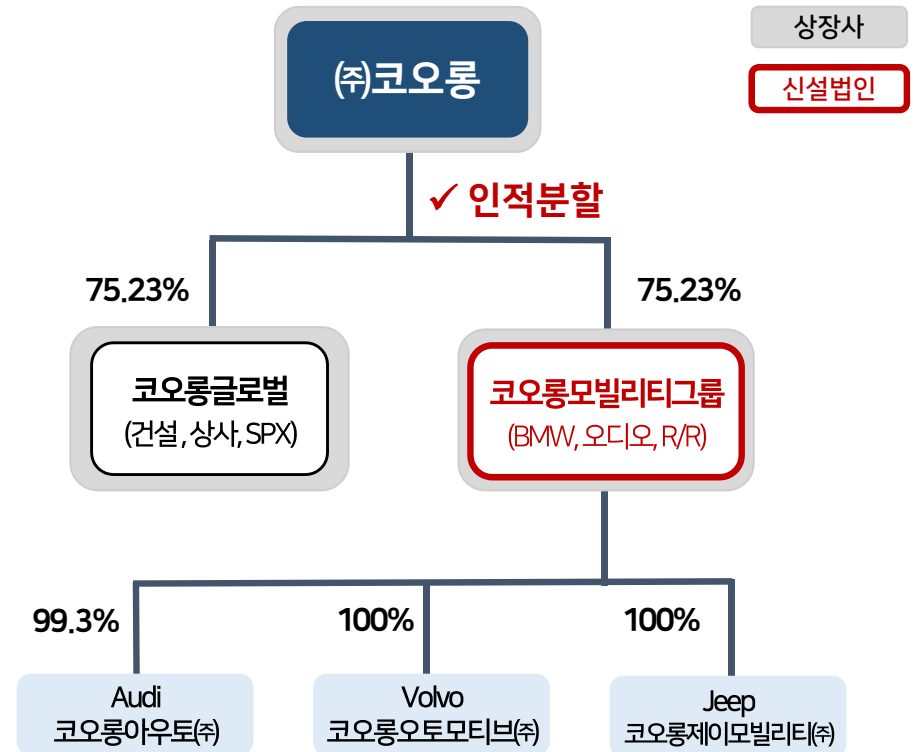 ㈜코오롱
상장사
신설법인
✓ 인적분할
75.23%
75.23%
코오롱글로벌
(건설, 상사, SPX)
코오롱모빌리티그룹
(BMW, 오디오, R/R)
99.3%
100%
100%
Audi
코오롱아우토㈜
Volvo
코오롱오토모티브㈜
Jeep
코오롱제이모빌리티㈜